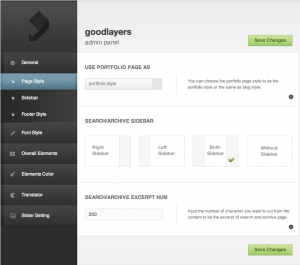 goodlayers
admin panel
Save Changes
General
Page Style
Sidebar
Footer Style
Font Style
Overall Elements
Elements Color
Translator
Slider Setting
USE PORTFOLIO PAGE AS
portfolio style
You can choose the portfolio page style to be the
portfolio style or the same as blog style.
SEARCH/ARCHIVE SIDEBAR
Right
Sidebar
Left
Sidebar
Both
Sidebar
Without
Sidebar
SEARCH/ARCHIVE EXCERPT NUM
200
Input the number of character you want to cut from the
content to be the excerpt of search and archive page.
Save Changes